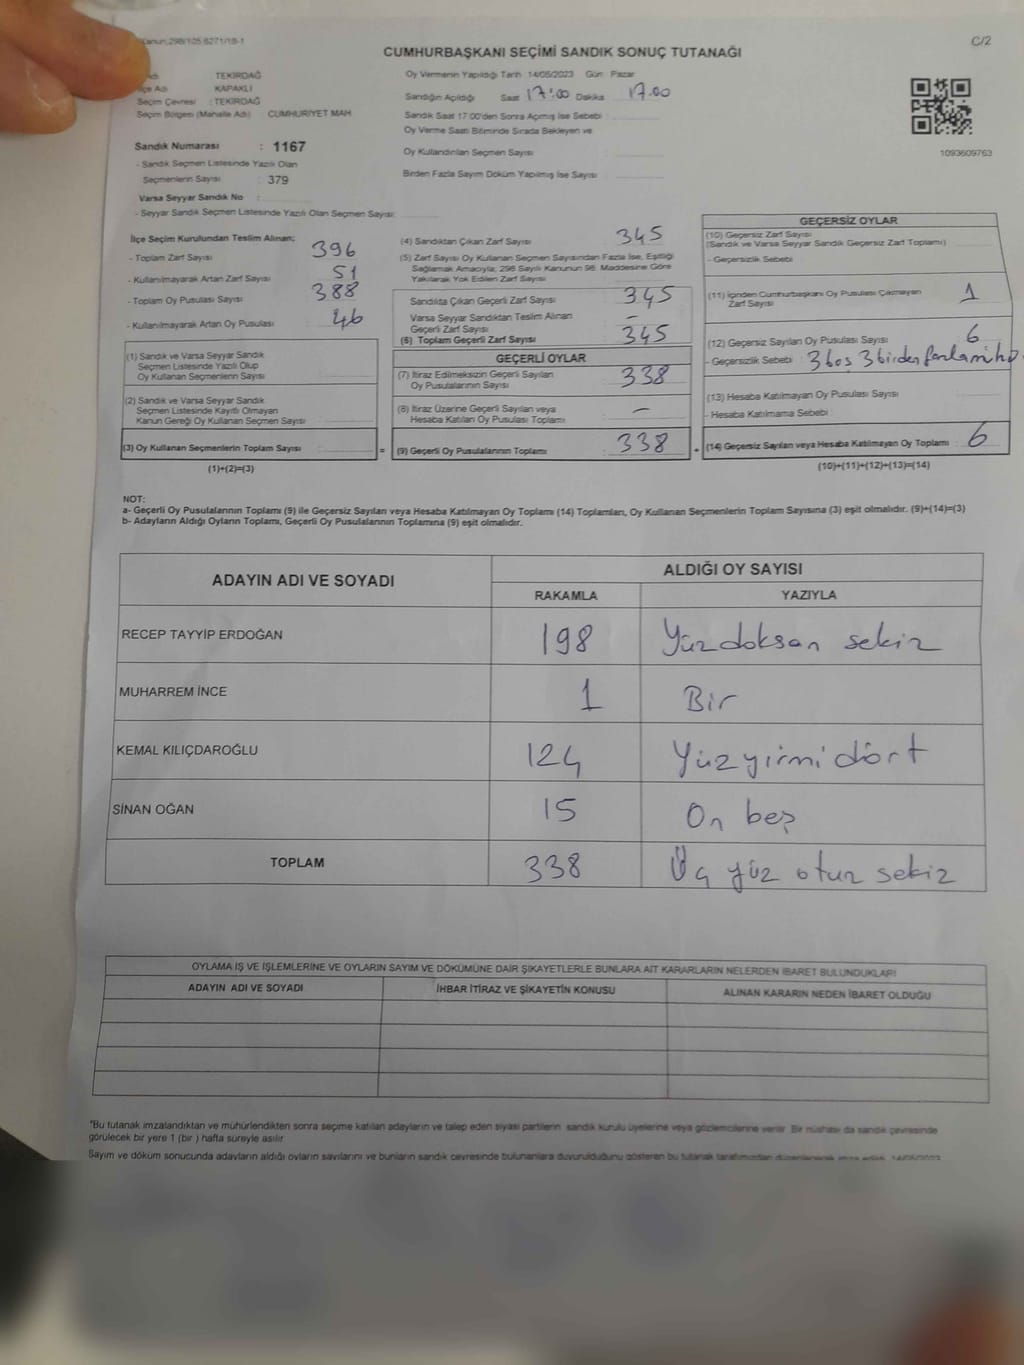 Kanun:298/105,6271/18-1
C/2
CUMHURBAŞKANI SEÇİMİ SANDIK SONUÇ TUTANAĞI
TEKİRDAĞ
İlçe Adı KAPAKLI
Seçim Çevresi : TEKİRDAĞ
Seçim Bölgesi (Mahalle Adı) : CUMHURİYET MAH
Oy Vermenin Yapıldığı Tarih 14/05/2023 Gün Pazar
Sandığın Açıldığı Saat 17:00 Dakika 17.00
Sandık Saat 17:00'den Sonra Açmış İse Sebebi
Oy Verme Saati Bitiminde Sırada Bekleyen ve
Oy Kullandırılan Seçmen Sayısı
Birden Fazla Sayım Döküm Yapılmış İse Sayısı
1093609763
Sandık Numarası : 1167
- Sandık Seçmen Listesinde Yazılı Olan
Seçmenlerin Sayısı : 379
Varsa Seyyar Sandık No :
- Seyyar Sandık Seçmen Listesinde Yazılı Olan Seçmen Sayısı:
İlçe Seçim Kurulundan Teslim Alınan;
- Toplam Zarf Sayısı 396
- Kullanılmayarak Artan Zarf Sayısı 51
- Toplam Oy Pusulası Sayısı 388
- Kullanılmayarak Artan Oy Pusulası 46
(1) Sandık ve Varsa Seyyar Sandık
Seçmen Listesinde Yazılı Olup
Oy Kullanan Seçmenlerin Sayısı
(2) Sandık ve Varsa Seyyar Sandık
Seçmen Listesinde Kayıtlı Olmayan
Kanun Gereği Oy Kullanan Seçmen Sayısı
(3) Oy Kullanan Seçmenlerin Toplam Sayısı :
(1)+(2)=(3)
(4) Sandıktan Çıkan Zarf Sayısı : 345
(5) Zarf Sayısı Oy Kullanan Seçmen Sayısından Fazla İse, Eşitliği
Sağlamak Amacıyla, 298 Sayılı Kanunun 98. Maddesine Göre
Yakılarak Yok Edilen Zarf Sayısı
Sandıkta Çıkan Geçerli Zarf Sayısı : 345
Varsa Seyyar Sandıktan Teslim Alınan
Geçerli Zarf Sayısı -
(6) Toplam Geçerli Zarf Sayısı 345
GEÇERLİ OYLAR
(7) İtiraz Edilmeksizin Geçerli Sayılan
Oy Pusulalarının Sayısı 338
(8) İtiraz Üzerine Geçerli Sayılan veya
Hesaba Katılan Oy Pusulası Toplamı -
= (9) Geçerli Oy Pusulalarının Toplamı : 338
GEÇERSİZ OYLAR
(10) Geçersiz Zarf Sayısı
(Sandık ve Varsa Seyyar Sandık Geçersiz Zarf Toplamı)
- Geçersizlik Sebebi
(11) İçinden Cumhurbaşkanı Oy Pusulası Çıkmayan
Zarf Sayısı 1
(12) Geçersiz Sayılan Oy Pusulası Sayısı 6
- Geçersizlik Sebebi : 3 boş 3 birden fazla
(13) Hesaba Katılmayan Oy Pusulası Sayısı
- Hesaba Katılmama Sebebi
+ (14) Geçersiz Sayılan veya Hesaba Katılmayan Oy Toplamı : 6
(10)+(11)+(12)+(13)=(14)
NOT:
a- Geçerli Oy Pusulalarının Toplamı (9) ile Geçersiz Sayılan veya Hesaba Katılmayan Oy Toplamı (14) Toplamları, Oy Kullanan Seçmenlerin Toplam Sayısına (3) eşit olmalıdır. (9)+(14)=(3)
b- Adayların Aldığı Oyların Toplamı, Geçerli Oy Pusulalarının Toplamına (9) eşit olmalıdır.
ADAYIN ADI VE SOYADI
ALDIĞI OY SAYISI
RAKAMLA YAZIYLA
RECEP TAYYİP ERDOĞAN 198 Yüzdoksan sekiz
MUHARREM İNCE 1 Bir
KEMAL KILIÇDAROĞLU 124 Yüzyirmi dört
SİNAN OĞAN 15 On beş
TOPLAM 338 Üç yüz otuz sekiz
OYLAMA İŞ VE İŞLEMLERİNE VE OYLARIN SAYIM VE DÖKÜMÜNE DAİR ŞİKAYETLERLE BUNLARA AİT KARARLARIN NELERDEN İBARET BULUNDUKLARI
ADAYIN ADI VE SOYADI İHBAR İTİRAZ VE ŞİKAYETİN KONUSU ALINAN KARARIN NEDEN İBARET OLDUĞU
"Bu tutanak imzalandıktan ve mühürlendikten sonra seçime katılan adayların ve talep eden siyasi partilerin sandık kurulu üyelerine veya gözlemcilerine verilir. Bir nüshası da sandık çevresinde
görülecek bir yere 1 (bir ) hafta süreyle asılır
Sayım ve döküm sonucunda adayların aldığı oyların sayılarını ve bunların sandık çevresinde bulunanlara duyurulduğunu gösteren bu tutanak tarafımızdan düzenlenerek imza edildi. 14/05/2023